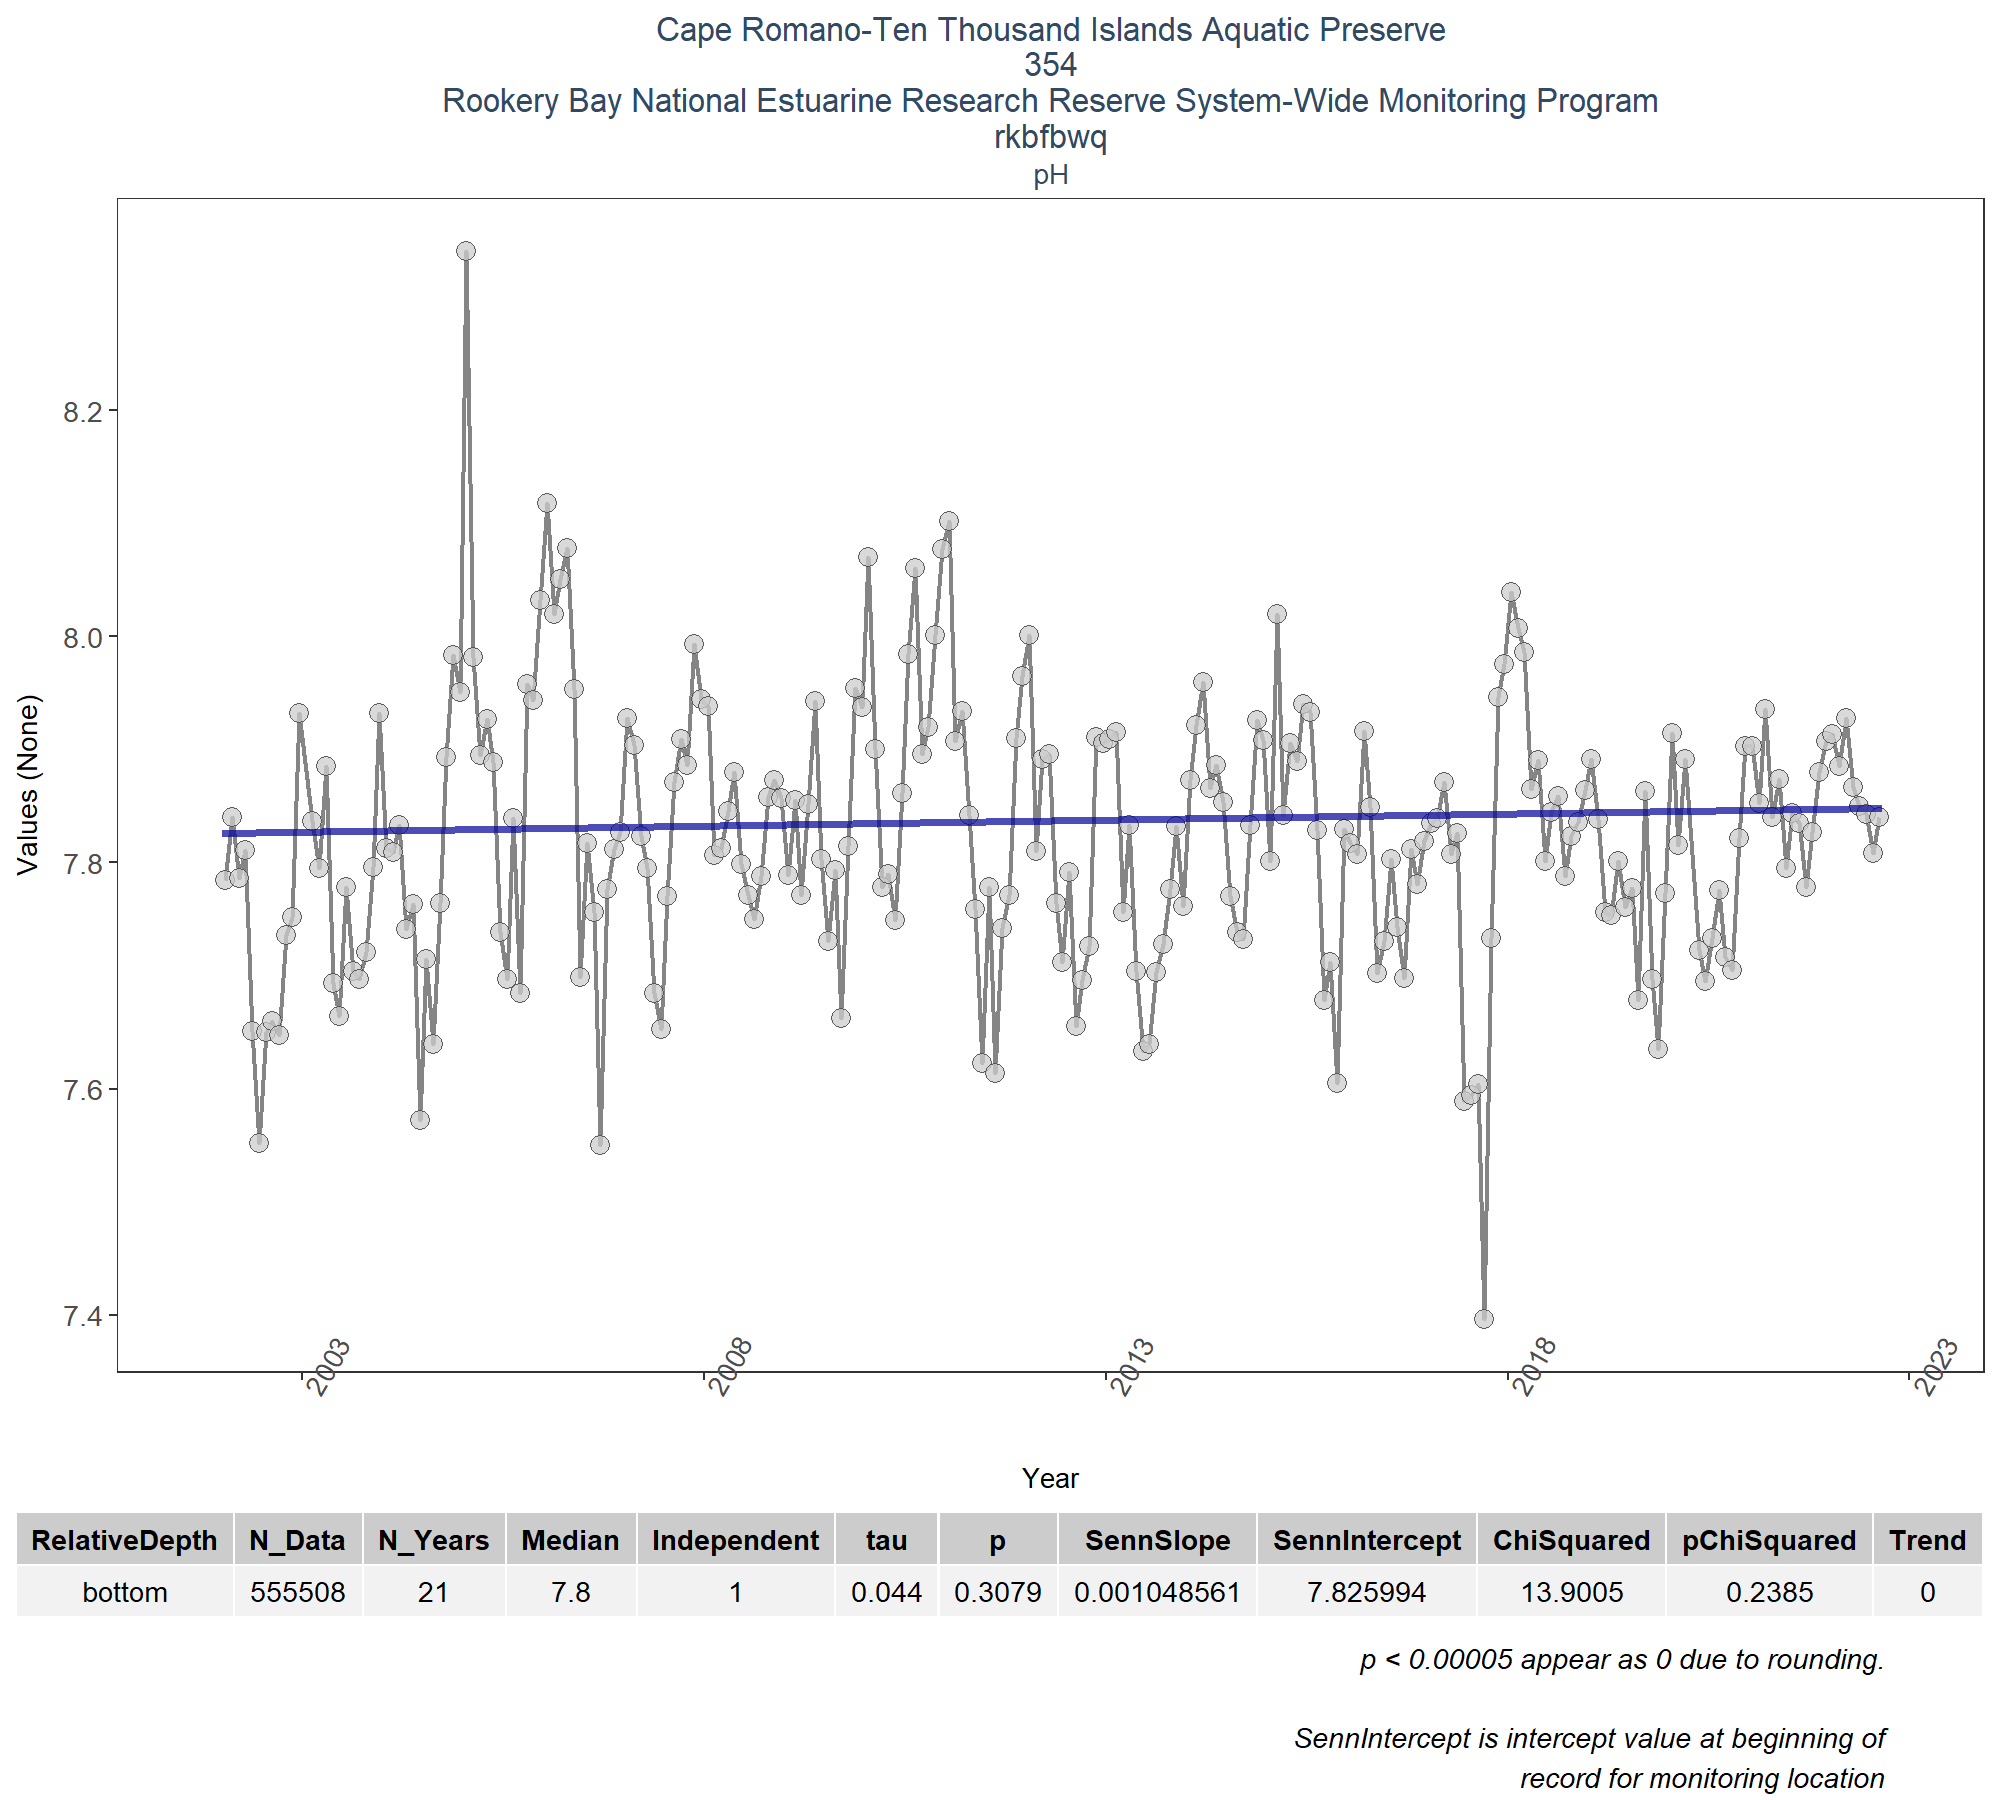 Cape Romano-Ten Thousand Islands Aquatic Preserve
354
Rookery Bay National Estuarine Research Reserve System-Wide Monitoring Program
rkbfbwq
pH
8.2
8.0
7.8
7.6
7.4
Values (None)
2003 2008 2013 2018 2023
Year
RelativeDepth N_Data N_Years Median Independent tau p SennSlope SennIntercept ChiSquared pChiSquared Trend
bottom 555508 21 7.8 1 0.044 0.3079 0.001048561 7.825994 13.9005 0.2385 0
p < 0.00005 appear as 0 due to rounding.
SennIntercept is intercept value at beginning of
record for monitoring location